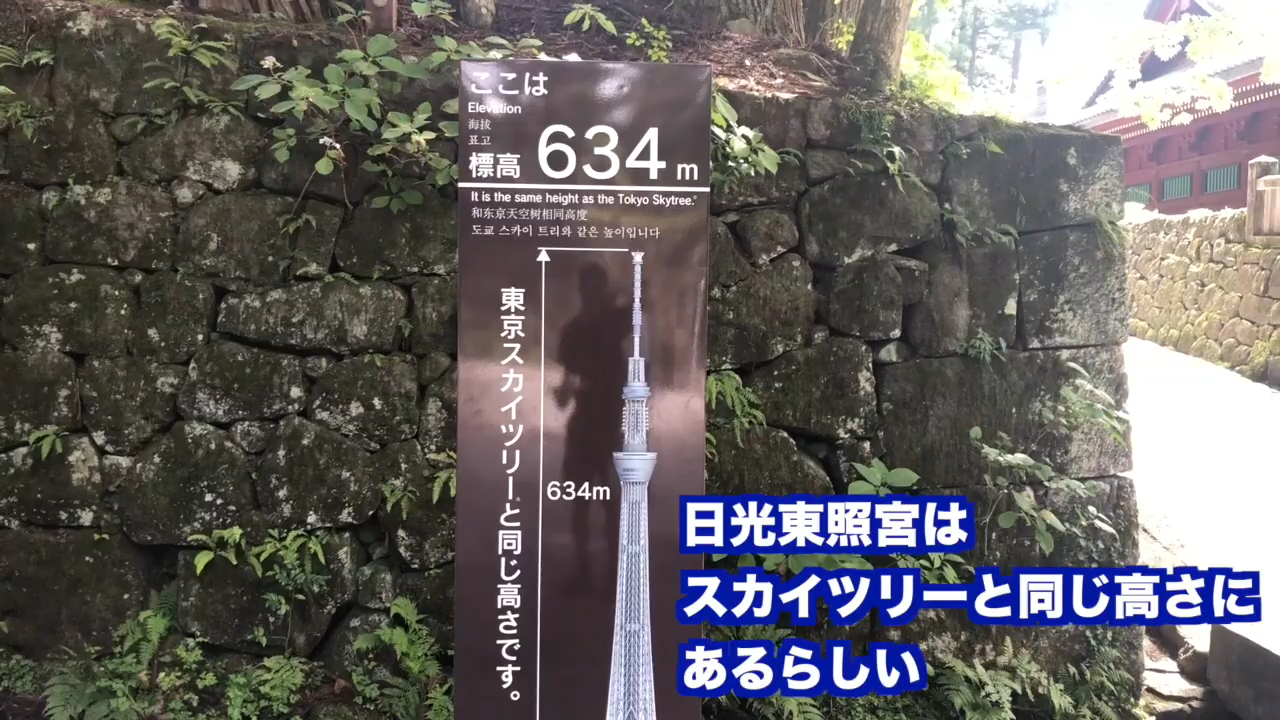 ここは
Elevation
海拔
표고
標高 634 m
It is the same height as the Tokyo Skytree.®
和东京天空树相同高度
도쿄 스카이 트리와 같은 높이입니다
東京スカイツリー®と同じ高さです。
634m
日光東照宮は
スカイツリーと同じ高さに
あるらしい